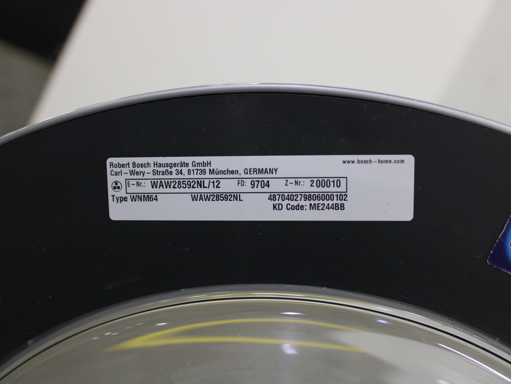 Robert Bosch Hausgeräte GmbH www.bosch-home.com
Carl-Wery-Straße 34, 81739 München, GERMANY
E-Nr.: WAW28592NL/12 FD: 9704 Z-Nr.: 200010
Type WNM64 WAW28592NL 487040279806000102
KD Code: ME244BB